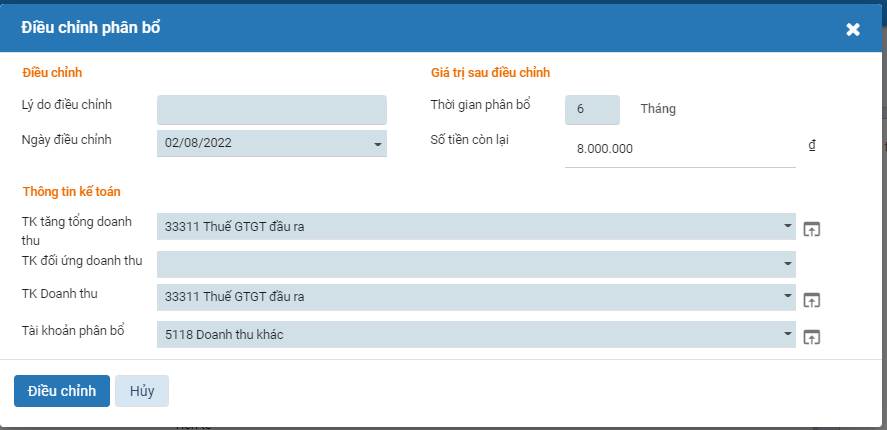 Điều chỉnh phân bổ
Điều chỉnh
Giá trị sau điều chỉnh
Lý do điều chỉnh
Thời gian phân bổ
6
Tháng
Ngày điều chỉnh
02/08/2022
Số tiền còn lại
8.000.000
₫
Thông tin kế toán
TK tăng tổng doanh
thu
33311 Thuế GTGT đầu ra
TK đối ứng doanh thu
TK Doanh thu
33311 Thuế GTGT đầu ra
Tài khoản phân bổ
5118 Doanh thu khác
Điều chỉnh
Hủy